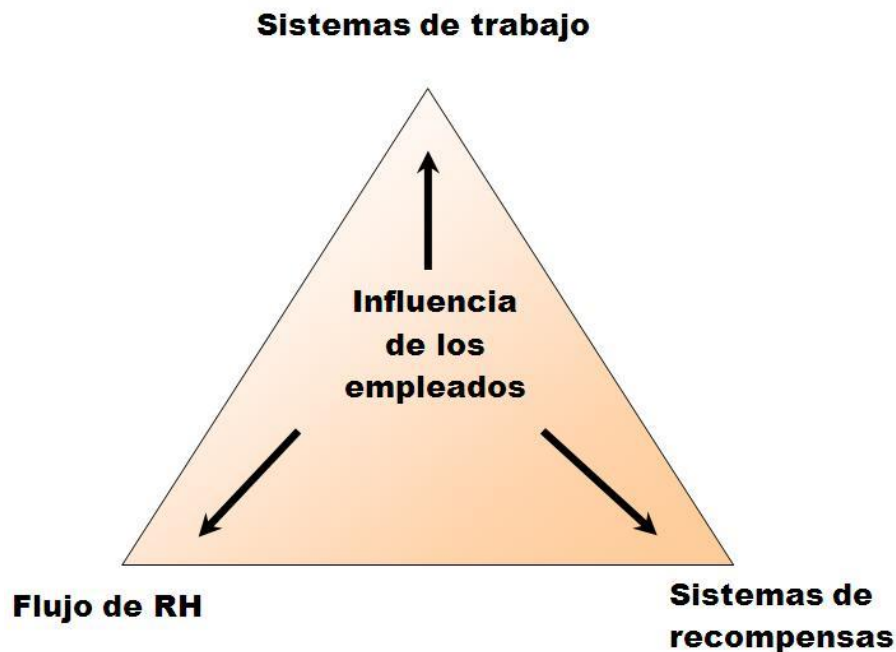 Sistemas de trabajo
Influencia
de los
empleados
Flujo de RH
Sistemas de
recompensas